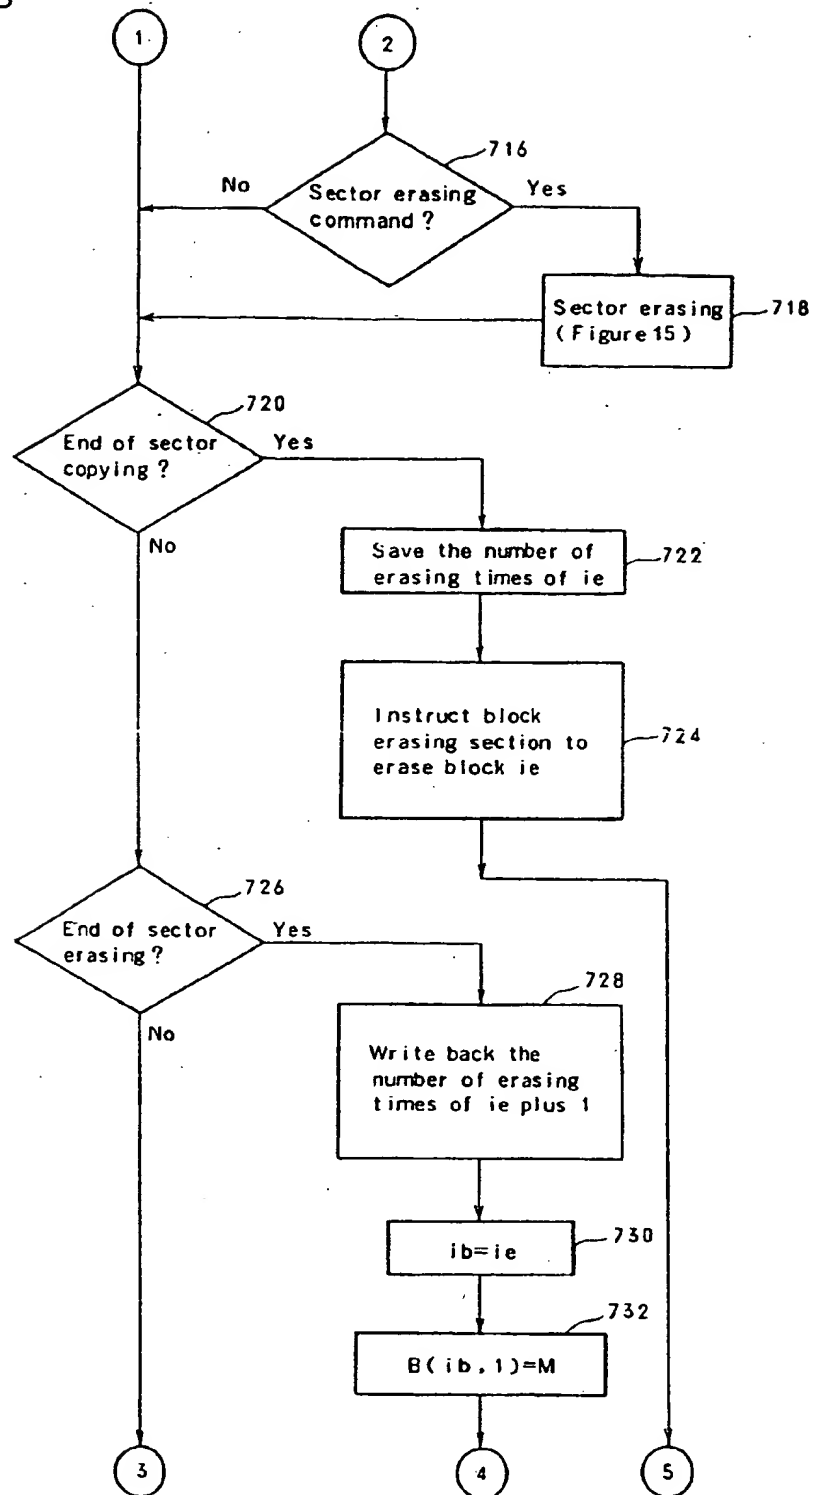 1
2
716
No
Sector erasing
command ?
Yes
Sector erasing
(Figure 15)
718
720
End of sector
copying ?
Yes
No
Save the number of
erasing times of ie
722
Instruct block
erasing section to
erase block ie
724
726
End of sector
erasing ?
Yes
No
728
Write back the
number of erasing
times of ie plus 1
ib=ie
730
732
B(ib,1)=M
3
4
5